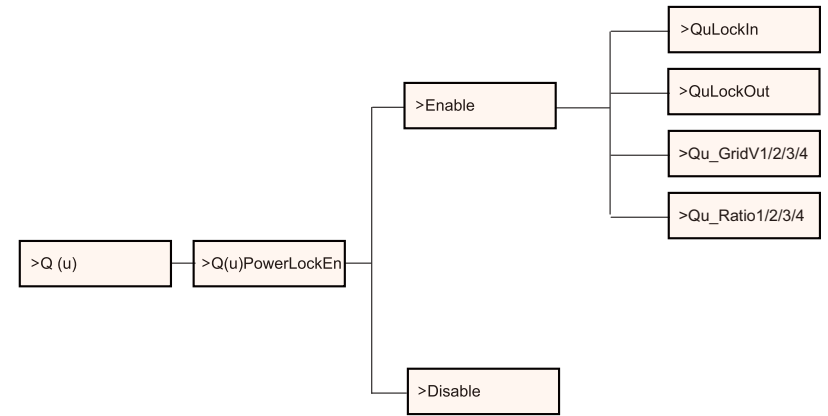 >QuLockIn
>QuLockOut
>Enable
>Qu_GridV1/2/3/4
>Qu_Ratio1/2/3/4
>Q (u)
>Q(u)PowerLockEn
>Disable